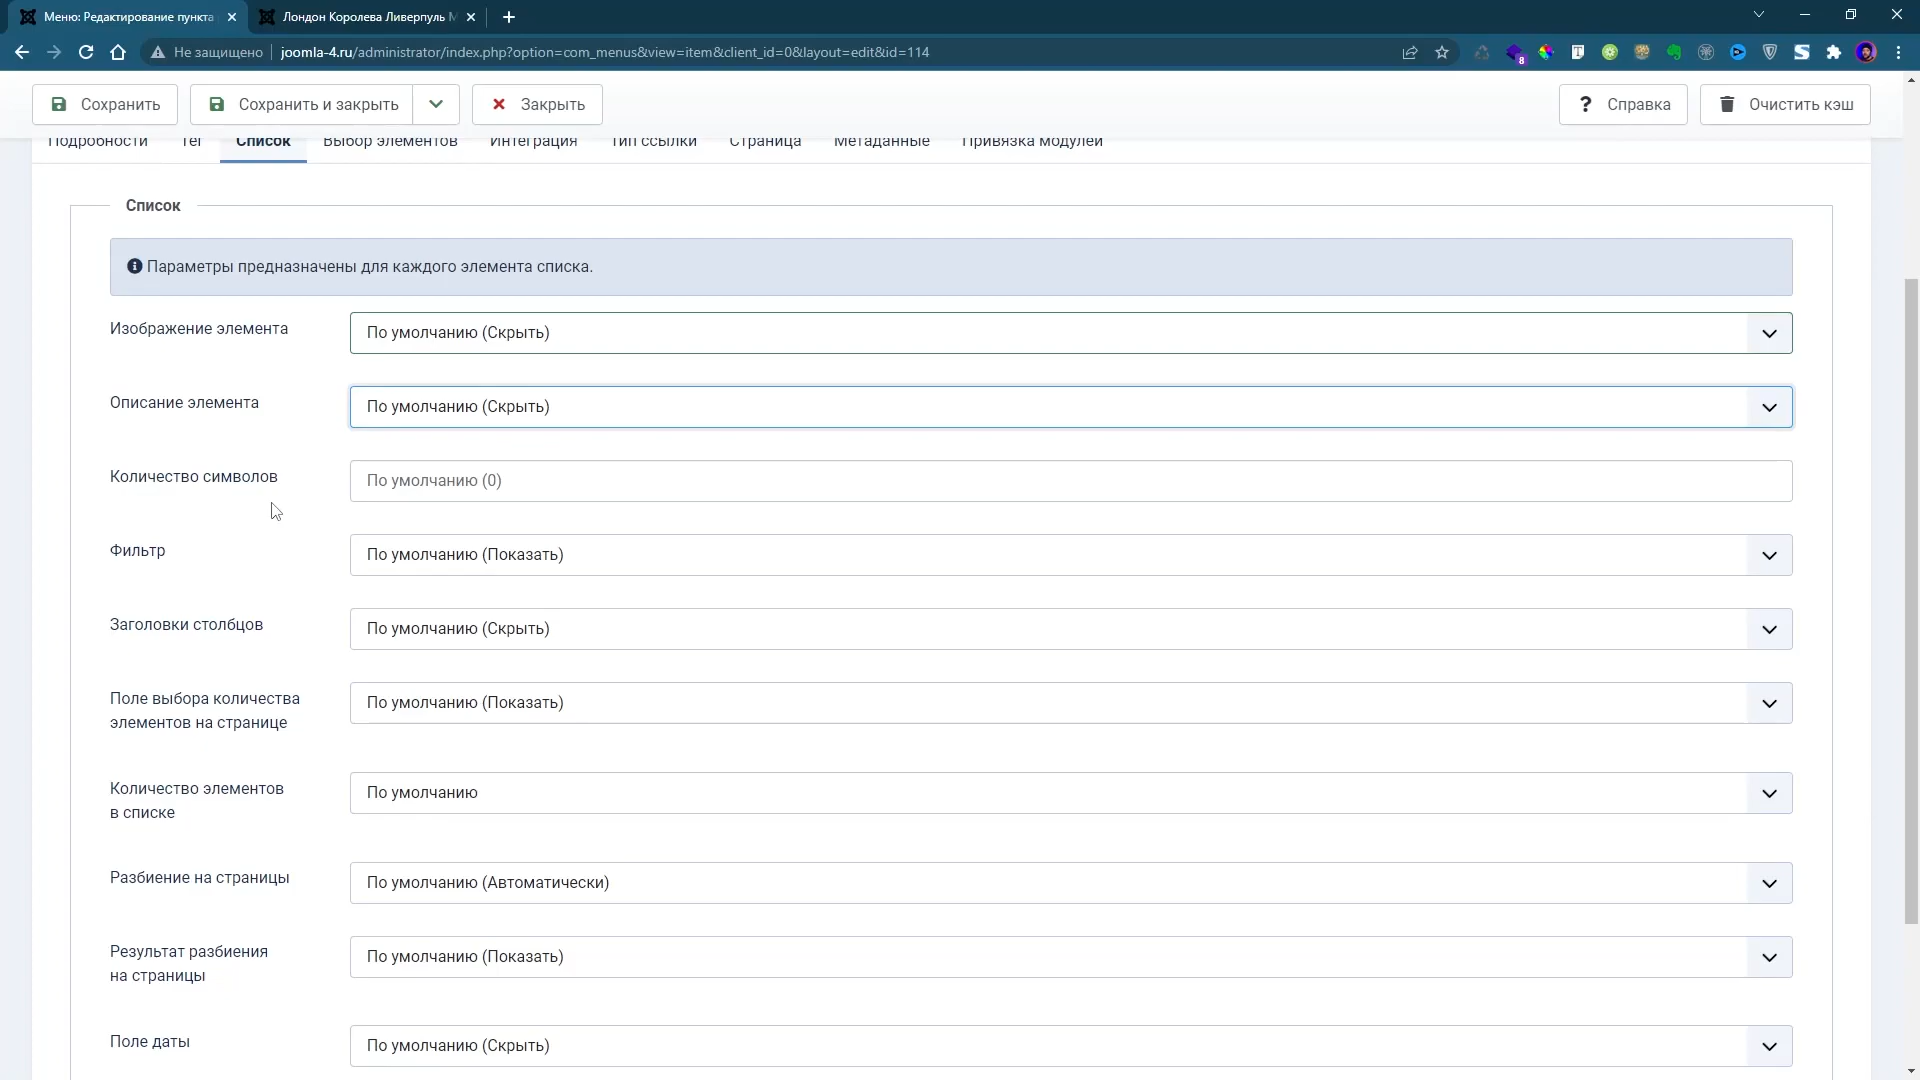 Меню: Редактирование пункта
Лондон Королева Ливерпуль М
Не защищено
joomla-4.ru/administrator/index.php?option=com_menus&view=item&client_id=0&layout=edit&id=114
8
Сохранить
Сохранить и закрыть
Закрыть
Справка
Очистить кэш
Подробности
Тег
Список
Выбор элементов
Интеграция
Тип ссылки
Страница
Метаданные
Привязка модулей
Список
Параметры предназначены для каждого элемента списка.
Изображение элемента
По умолчанию (Скрыть)
Описание элемента
По умолчанию (Скрыть)
Количество символов
По умолчанию (0)
Фильтр
По умолчанию (Показать)
Заголовки столбцов
По умолчанию (Скрыть)
Поле выбора количества
элементов на странице
По умолчанию (Показать)
Количество элементов
в списке
По умолчанию
Разбиение на страницы
По умолчанию (Автоматически)
Результат разбиения
на страницы
По умолчанию (Показать)
Поле даты
По умолчанию (Скрыть)